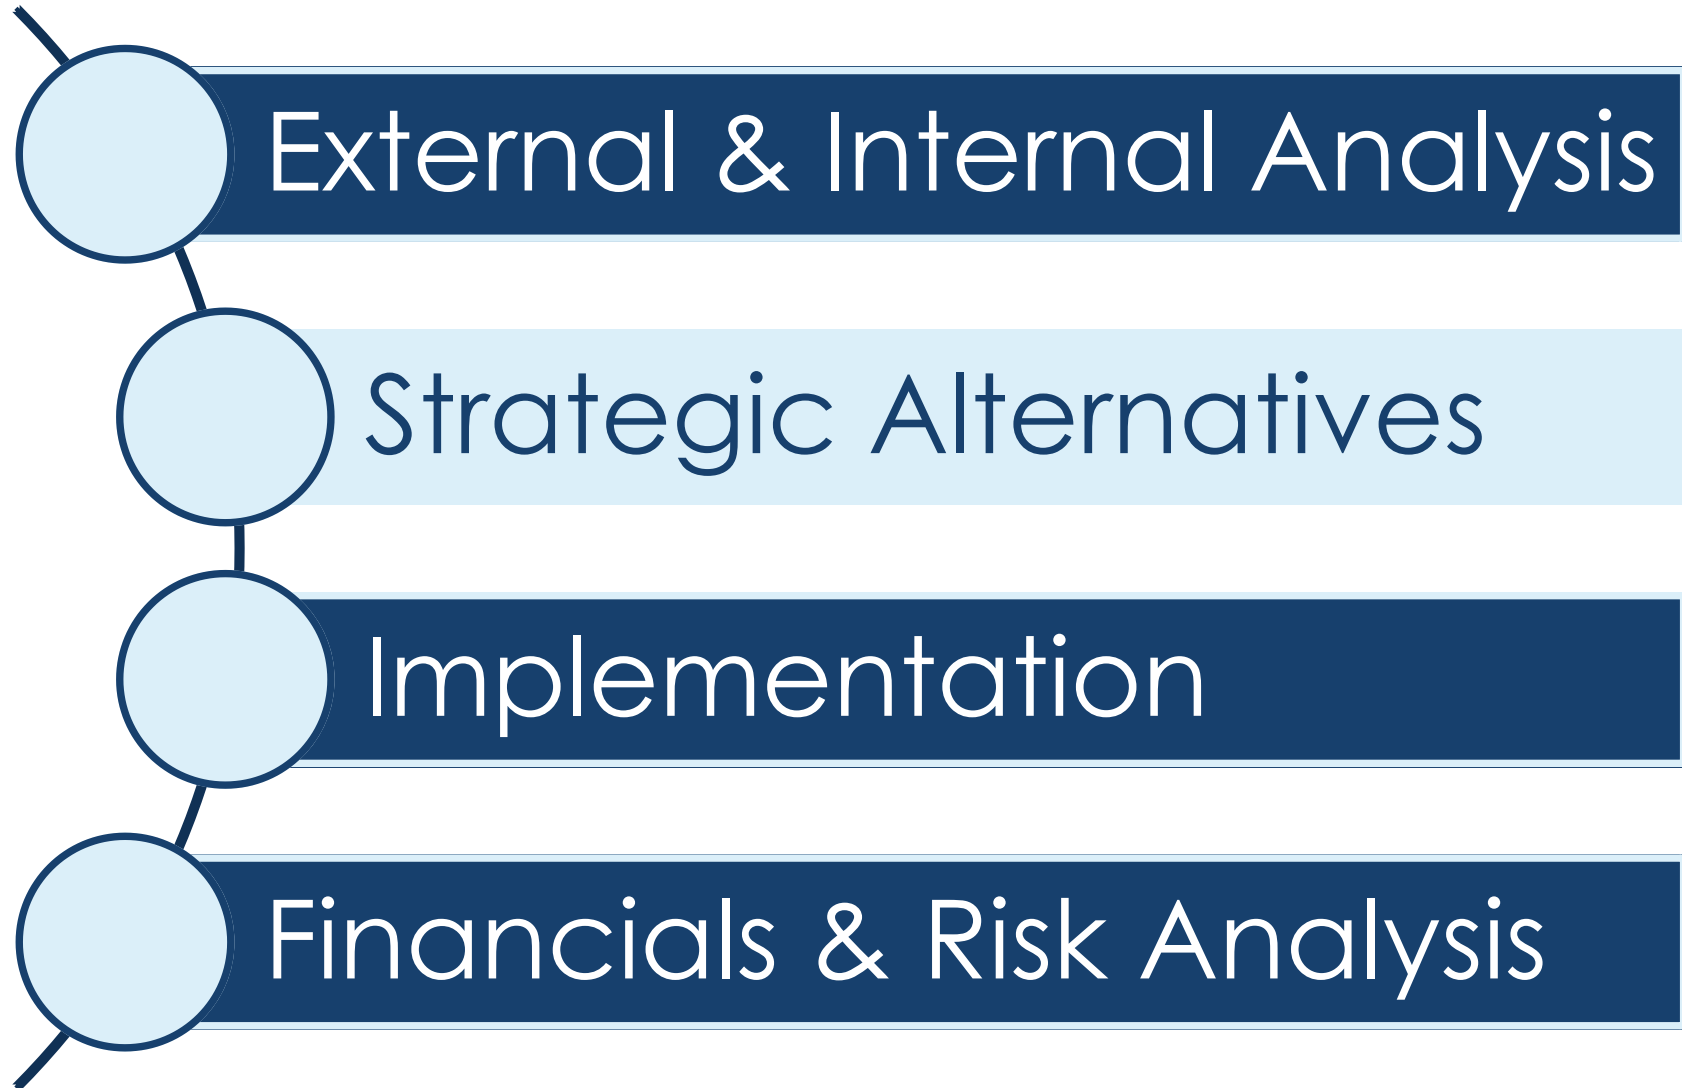 External & Internal Analysis
Strategic Alternatives
Implementation
Financials & Risk Analysis